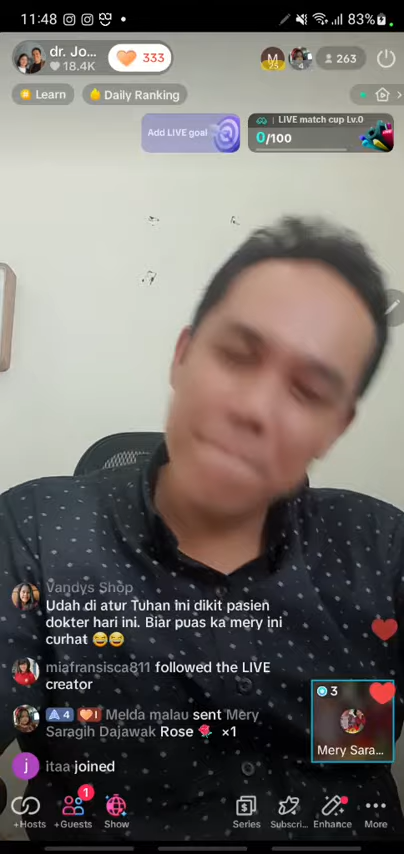 11:48
83%
dr. Jo...
18.4K
333
M
25
4
263
Learn
Daily Ranking
Add LIVE goal
LIVE match cup Lv.0
0/100
Vandys Shop
Udah di atur Tuhan ini dikit pasien
dokter hari ini. Biar puas ka mery ini
curhat 😂😂
miafransisca811 followed the LIVE
creator
4 1 Melda malau sent Mery
Saragih Dajawak Rose 🌹 ×1
j itaa joined
3
Mery Sara...
1
+Hosts
+Guests
Show
Series
Subscri...
Enhance
More